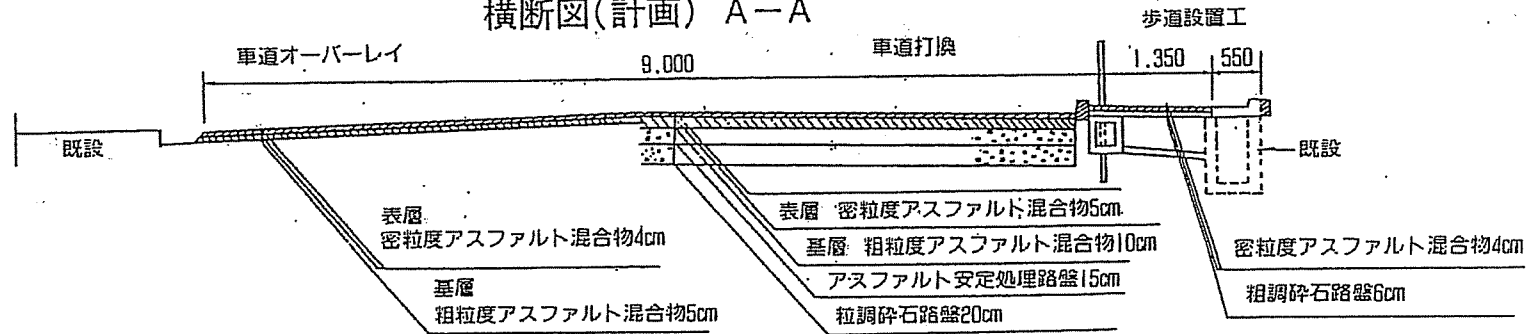 横断図(計画) A-A
歩道設置工
車道オーバーレイ
9.000
車道打換
1.350
550
既設
既設
表層
密粒度アスファルト混合物4cm
基層
粗粒度アスファルト混合物5cm
表層 密粒度アスファルト混合物5cm
基層 粗粒度アスファルト混合物10cm
アスファルト安定処理路盤15cm
粒調砕石路盤20cm
密粒度アスファルト混合物4cm
粗調砕石路盤6cm